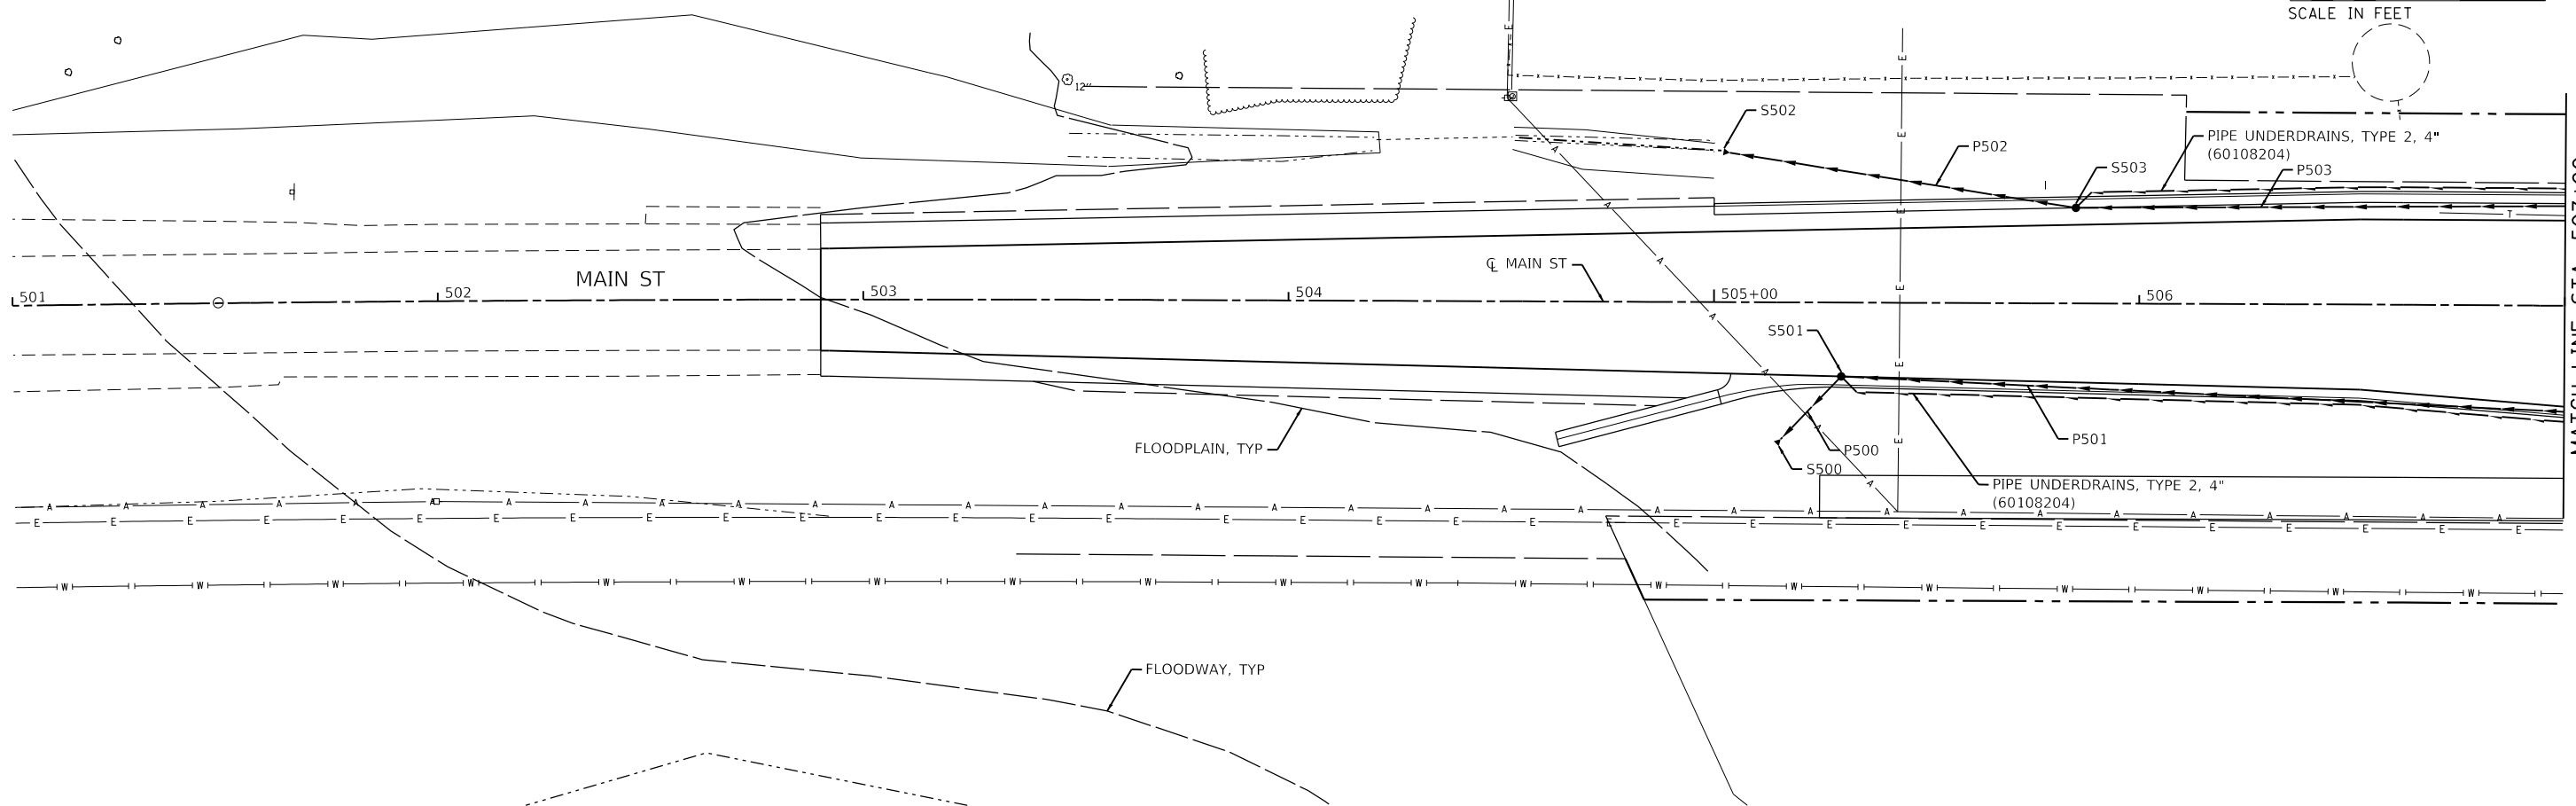 SCALE IN FEET
12"
S502
P502
PIPE UNDERDRAINS, TYPE 2, 4"
(60108204)
S503
P503
T
MAIN ST
℄ MAIN ST
501
502
503
504
505+00
506
S501
FLOODPLAIN, TYP
P500
S500
P501
PIPE UNDERDRAINS, TYPE 2, 4"
(60108204)
A A A A A A A A A A A A A A A A A A A A A A A A A A A A A A A A A
E E E E E E E E E E E E E E E E E E E E E E E E E E E E E E E E E
W W W W W W W W W W W W W W W W W W W
FLOODWAY, TYP